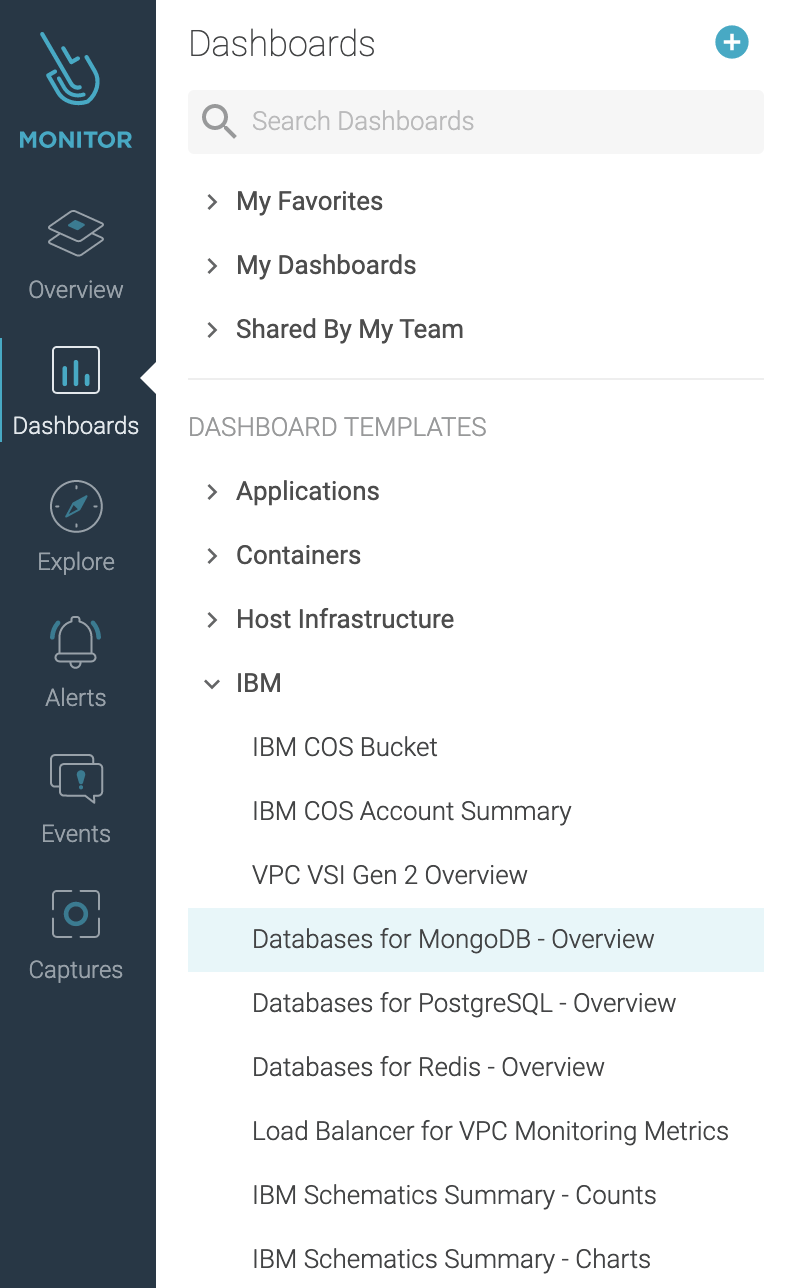 MONITOR
Overview
Dashboards
Explore
Alerts
Events
Captures
Dashboards
Search Dashboards
My Favorites
My Dashboards
Shared By My Team
DASHBOARD TEMPLATES
Applications
Containers
Host Infrastructure
IBM
IBM COS Bucket
IBM COS Account Summary
VPC VSI Gen 2 Overview
Databases for MongoDB - Overview
Databases for PostgreSQL - Overview
Databases for Redis - Overview
Load Balancer for VPC Monitoring Metrics
IBM Schematics Summary - Counts
IBM Schematics Summary - Charts